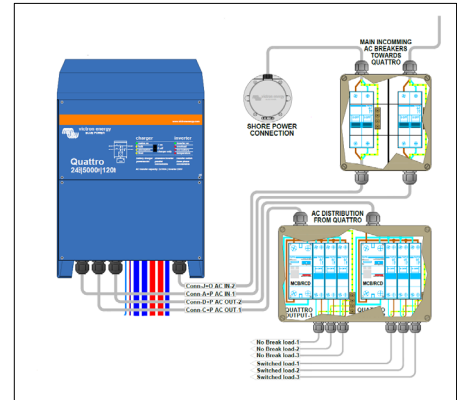 MAIN INCOMMING
AC BREAKERS
TOWARDS
QUATTRO
SHORE POWER
CONNECTION
victron energy
BLUE POWER
charger
inverter
Quattro
24|5000|120t
AC DISTRIBUTION
FROM QUATTRO
MCB/RCD
MCB/RCD
QUATTRO
OUTPUT-1
QUATTRO
Conn-J+O AC IN-2
Conn-A+P AC IN-1
Conn-D+P AC OUT-2
Conn-C+P AC OUT-1
No Break load-1
No Break load-2
No Break load-3
Switched load-1
Switched load-2
Switched load-3